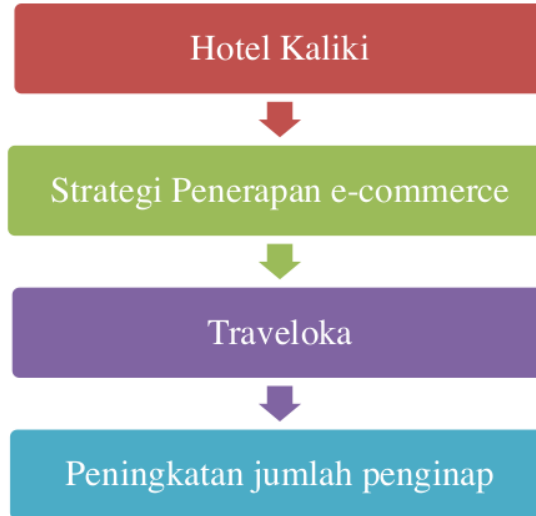 Hotel Kaliki
Strategi Penerapan e-commerce
Traveloka
Peningkatan jumlah penginap